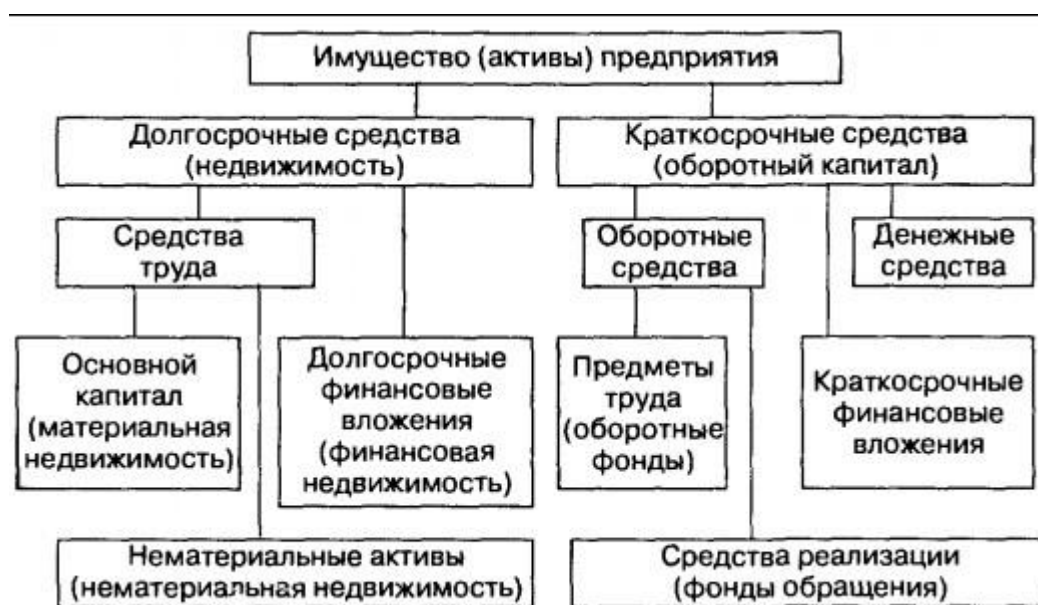 Имущество (активы) предприятия
Долгосрочные средства
(недвижимость)
Краткосрочные средства
(оборотный капитал)
Средства
труда
Оборотные
средства
Денежные
средства
Основной
капитал
(материальная
недвижимость)
Долгосрочные
финансовые
вложения
(финансовая
недвижимость)
Предметы
труда
(оборотные
фонды)
Краткосрочные
финансовые
вложения
Нематериальные активы
(нематериальная недвижимость)
Средства реализации
(фонды обращения)